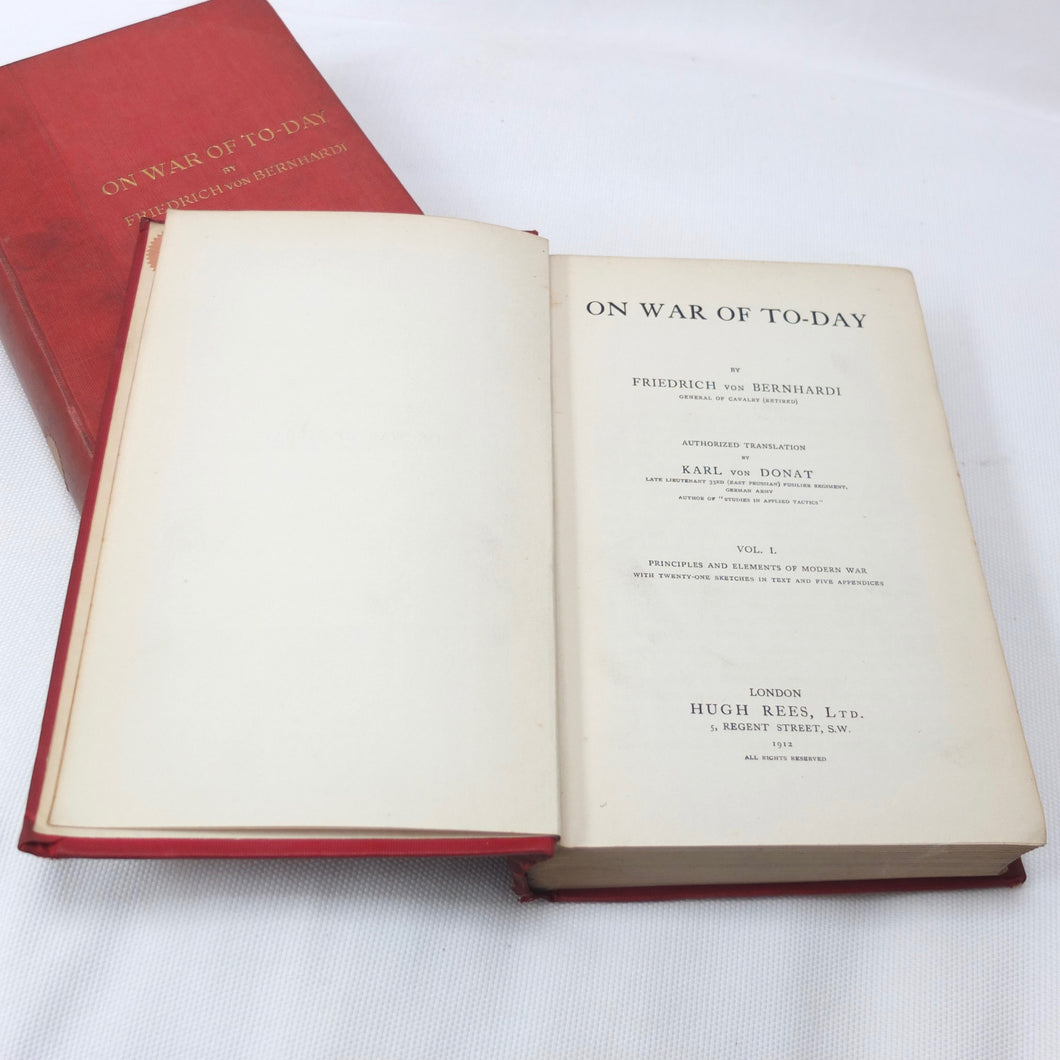 ON WAR OF TO-DAY
BY
FRIEDRICH VON BERNHARDI
ON WAR OF TO-DAY
BY
FRIEDRICH VON BERNHARDI
GENERAL OF CAVALRY (RETIRED)
AUTHORIZED TRANSLATION
BY
KARL VON DONAT
LATE LIEUTENANT 33RD (EAST PRUSSIAN) FUSILIER REGIMENT,
GERMAN ARMY
AUTHOR OF "STUDIES IN APPLIED TACTICS"
VOL. I.
PRINCIPLES AND ELEMENTS OF MODERN WAR
WITH TWENTY-ONE SKETCHES IN TEXT AND FIVE APPENDICES
LONDON
HUGH REES, LTD.
5, REGENT STREET, S.W.
1912
ALL RIGHTS RESERVED